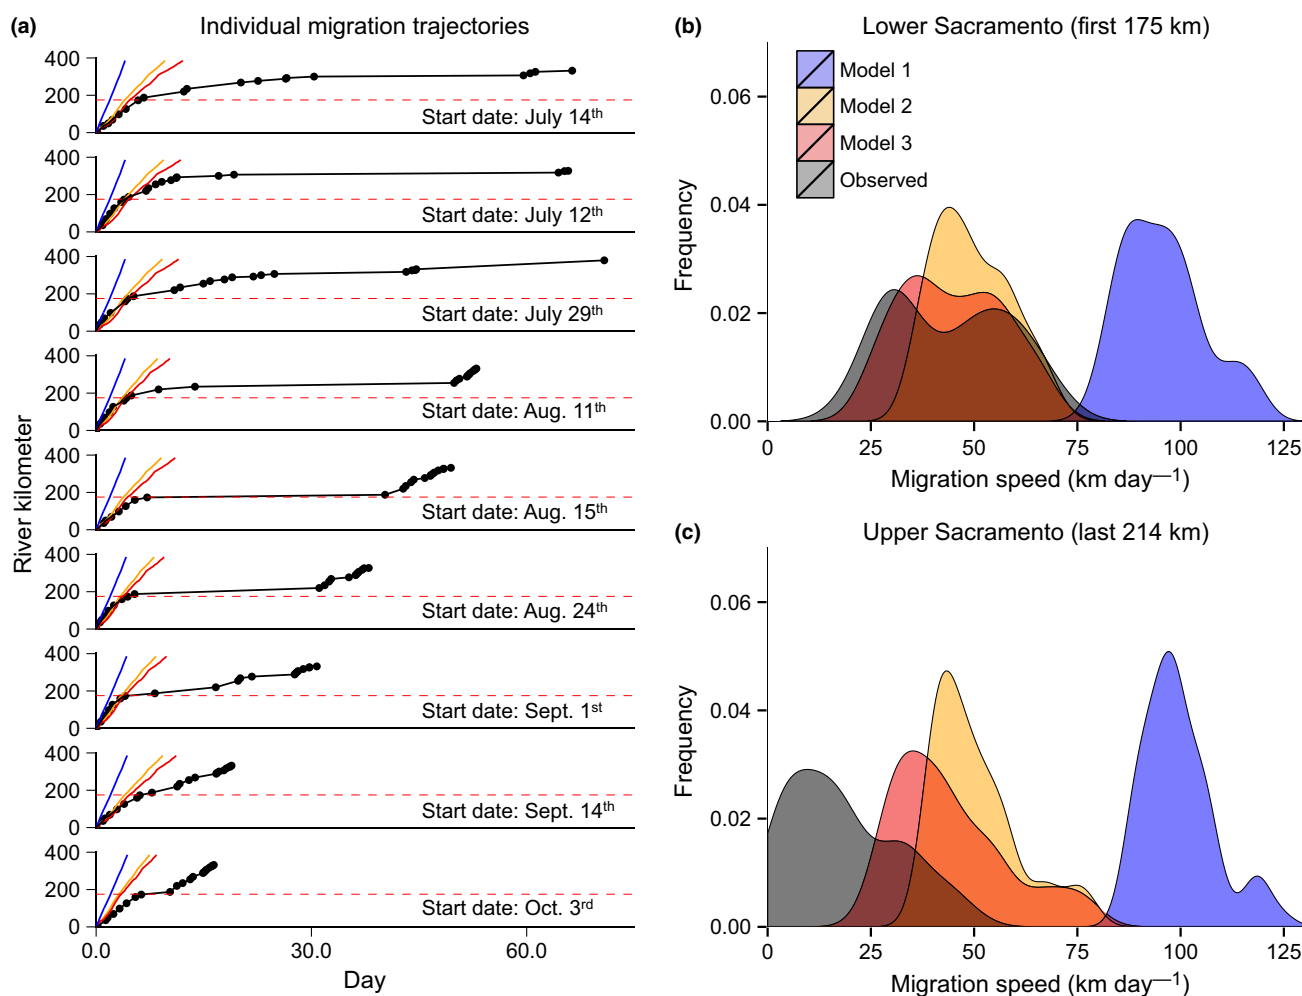 (a)
Individual migration trajectories
400
200
0
Start date: July 14th
400
200
0
Start date: July 12th
400
200
0
Start date: July 29th
400
200
0
Start date: Aug. 11th
400
200
0
Start date: Aug. 15th
400
200
0
Start date: Aug. 24th
400
200
0
Start date: Sept. 1st
400
200
0
Start date: Sept. 14th
400
200
0
Start date: Oct. 3rd
0.0 30.0 60.0
Day
River kilometer
(b)
Lower Sacramento (first 175 km)
Model 1
Model 2
Model 3
Observed
0.06
0.04
0.02
0.00
Frequency
0 25 50 75 100 125
Migration speed (km day—1)
(c)
Upper Sacramento (last 214 km)
0.06
0.04
0.02
0.00
Frequency
0 25 50 75 100 125
Migration speed (km day—1)